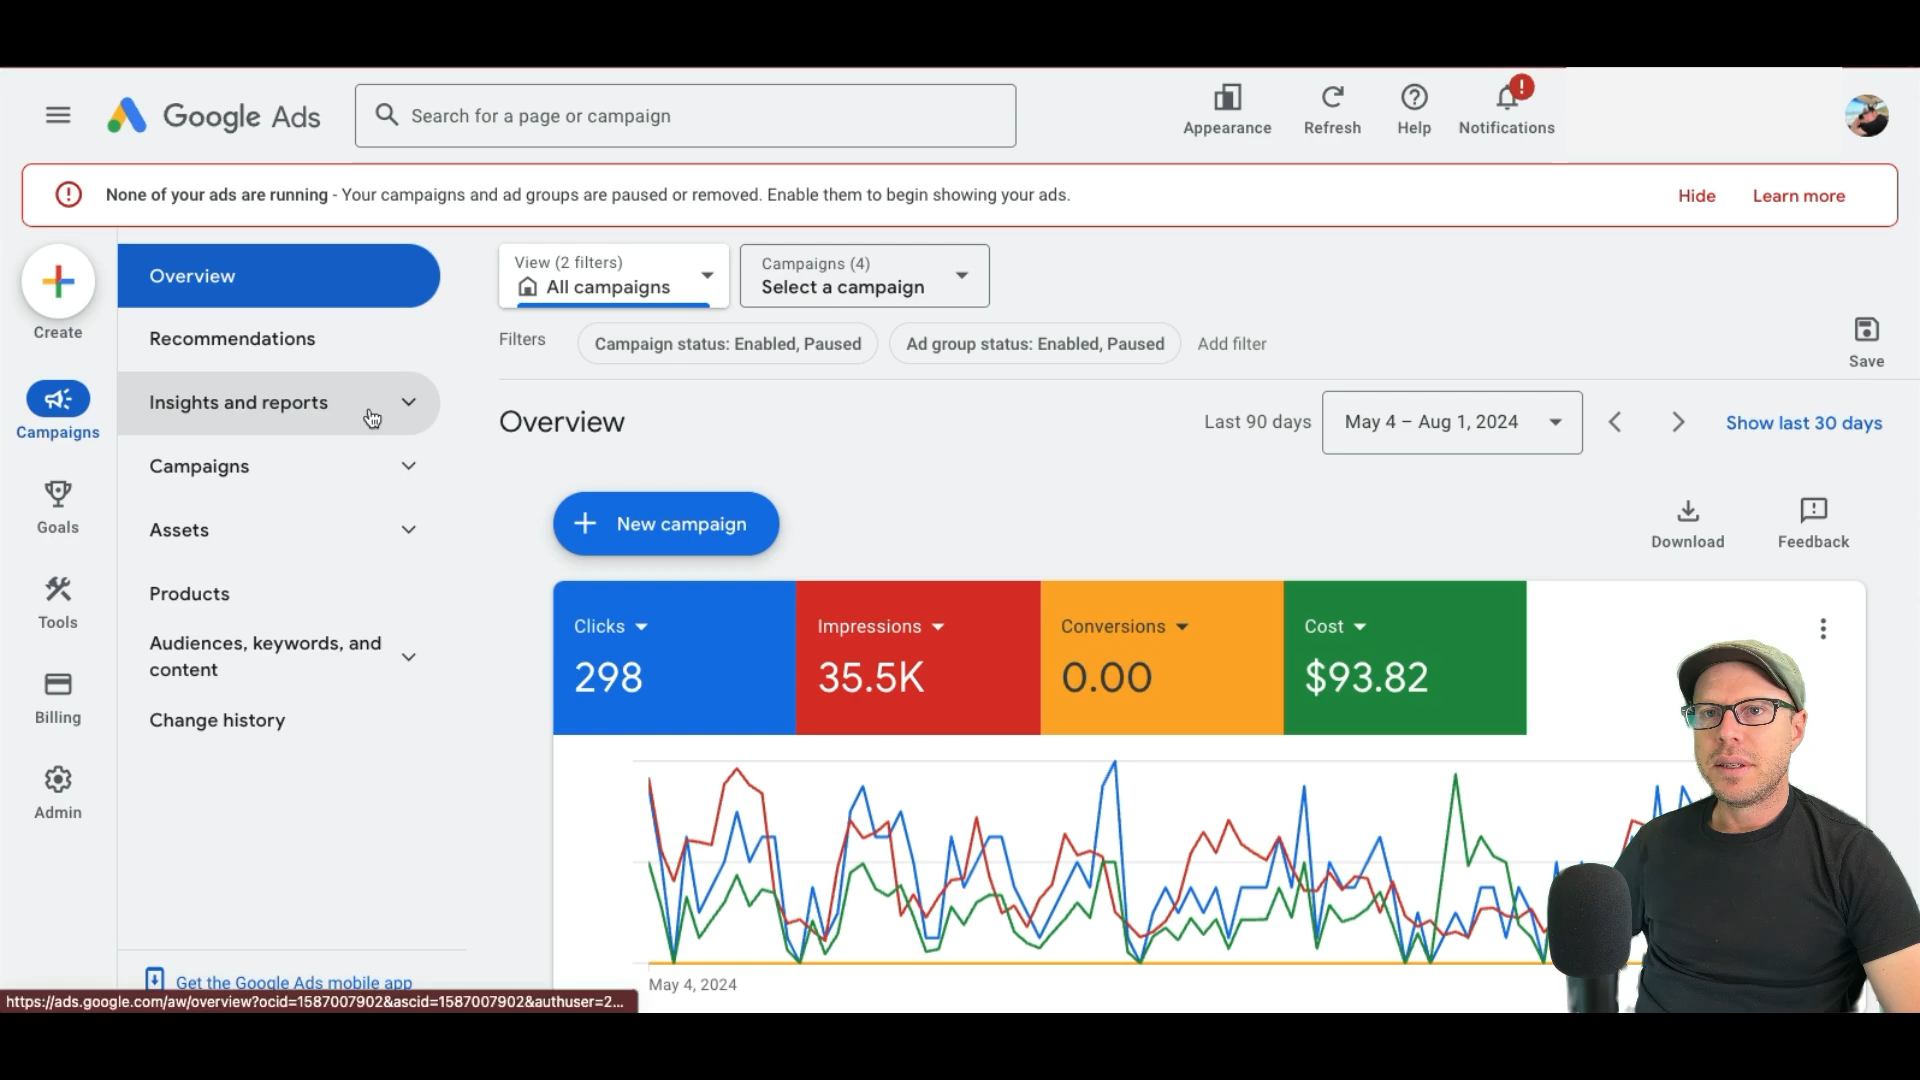 Google Ads
Search for a page or campaign
Appearance
Refresh
Help
Notifications
None of your ads are running - Your campaigns and ad groups are paused or removed. Enable them to begin showing your ads.
Hide
Learn more
Create
Campaigns
Goals
Tools
Billing
Admin
Overview
Recommendations
Insights and reports
Campaigns
Assets
Products
Audiences, keywords, and
content
Change history
Get the Google Ads mobile app
https://ads.google.com/aw/overview?ocid=1587007902&ascid=1587007902&authuser=2...
View (2 filters)
All campaigns
Campaigns (4)
Select a campaign
Filters
Campaign status: Enabled, Paused
Ad group status: Enabled, Paused
Add filter
Save
Overview
Last 90 days
May 4 – Aug 1, 2024
Show last 30 days
New campaign
Download
Feedback
Clicks
298
Impressions
35.5K
Conversions
0.00
Cost
$93.82
May 4, 2024